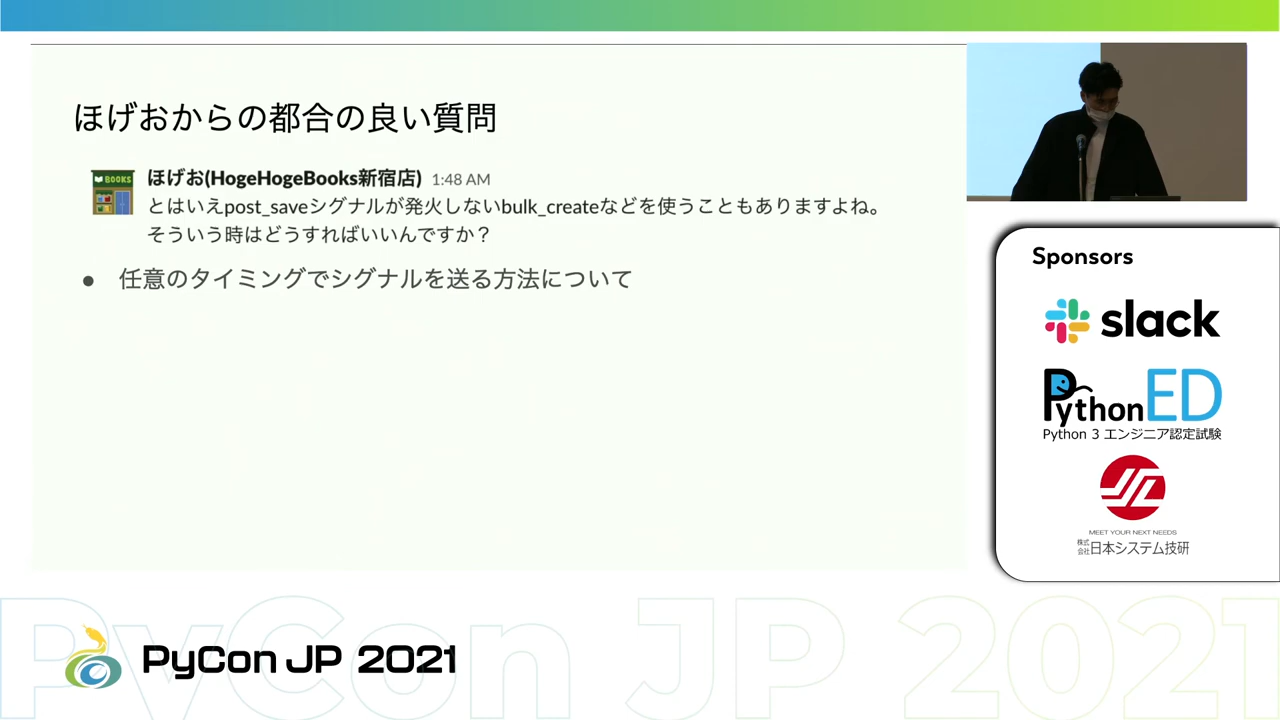 ほげおからの都合の良い質問
BOOKS
ほげお(HogeHogeBooks新宿店) 1:48 AM
とはいえpost_saveシグナルが発火しないbulk_createなどを使うこともありますよね。
そういう時はどうすればいいんですか？
● 任意のタイミングでシグナルを送る方法について
Sponsors
slack
PythonED
Python 3 エンジニア認定試験
MEET YOUR NEXT NEEDS
株式会社日本システム技研
PyCon JP 2021
PyCon JP 2021